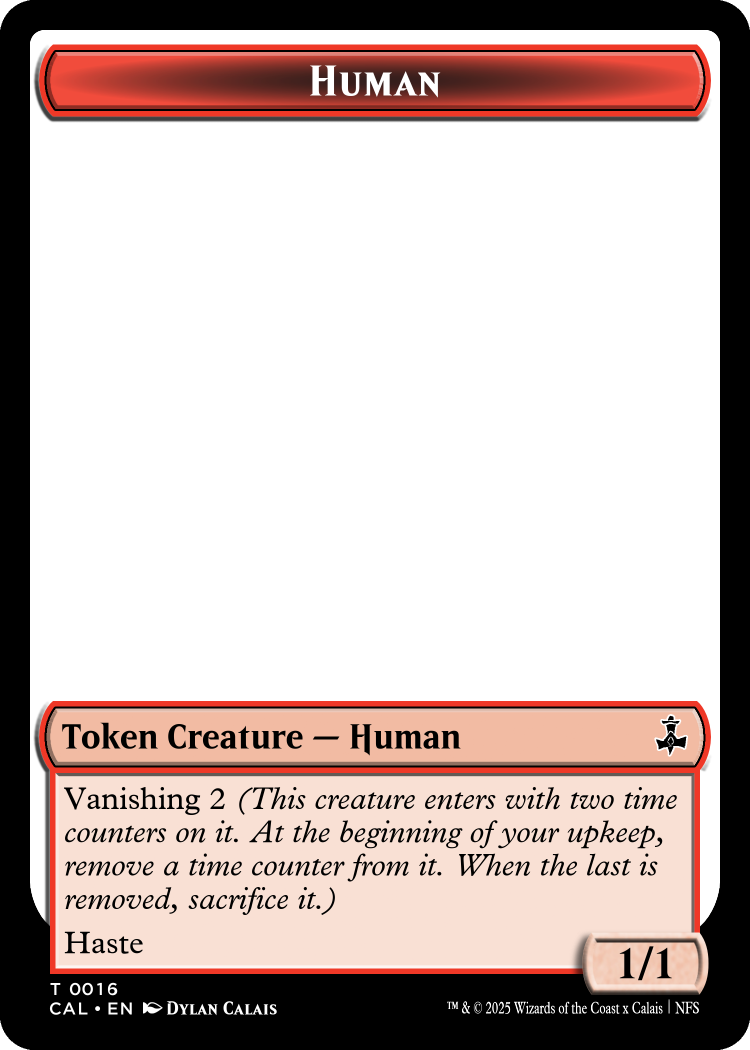 Human
Token Creature — Human
Vanishing 2 (This creature enters with two time
counters on it. At the beginning of your upkeep,
remove a time counter from it. When the last is
removed, sacrifice it.)
Haste
1/1
T 0016
CAL • EN Dylan Calais
™ & © 2025 Wizards of the Coast x Calais | NFS